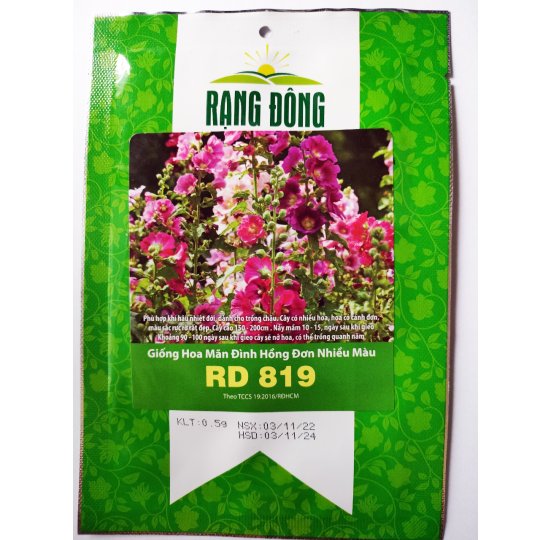 RẠNG ĐÔNG
Phù hợp khí hậu nhiệt đới, dành cho trồng chậu. Cây có nhiều hoa, hoa có cánh đơn,
màu sắc rực rỡ rất đẹp. Cây cao 150 - 200cm . Nẩy mầm 10 - 15, ngày sau khi gieo
Khoảng 90 - 100 ngày sau khi gieo cây sẽ nở hoa, có thể trồng quanh năm.
Giống Hoa Mãn Đình Hồng Đơn Nhiều Màu
RD 819
Theo TCCS 19:2016/RĐHCM
KLT:0.5g NSX:03/11/22
HSD:03/11/24